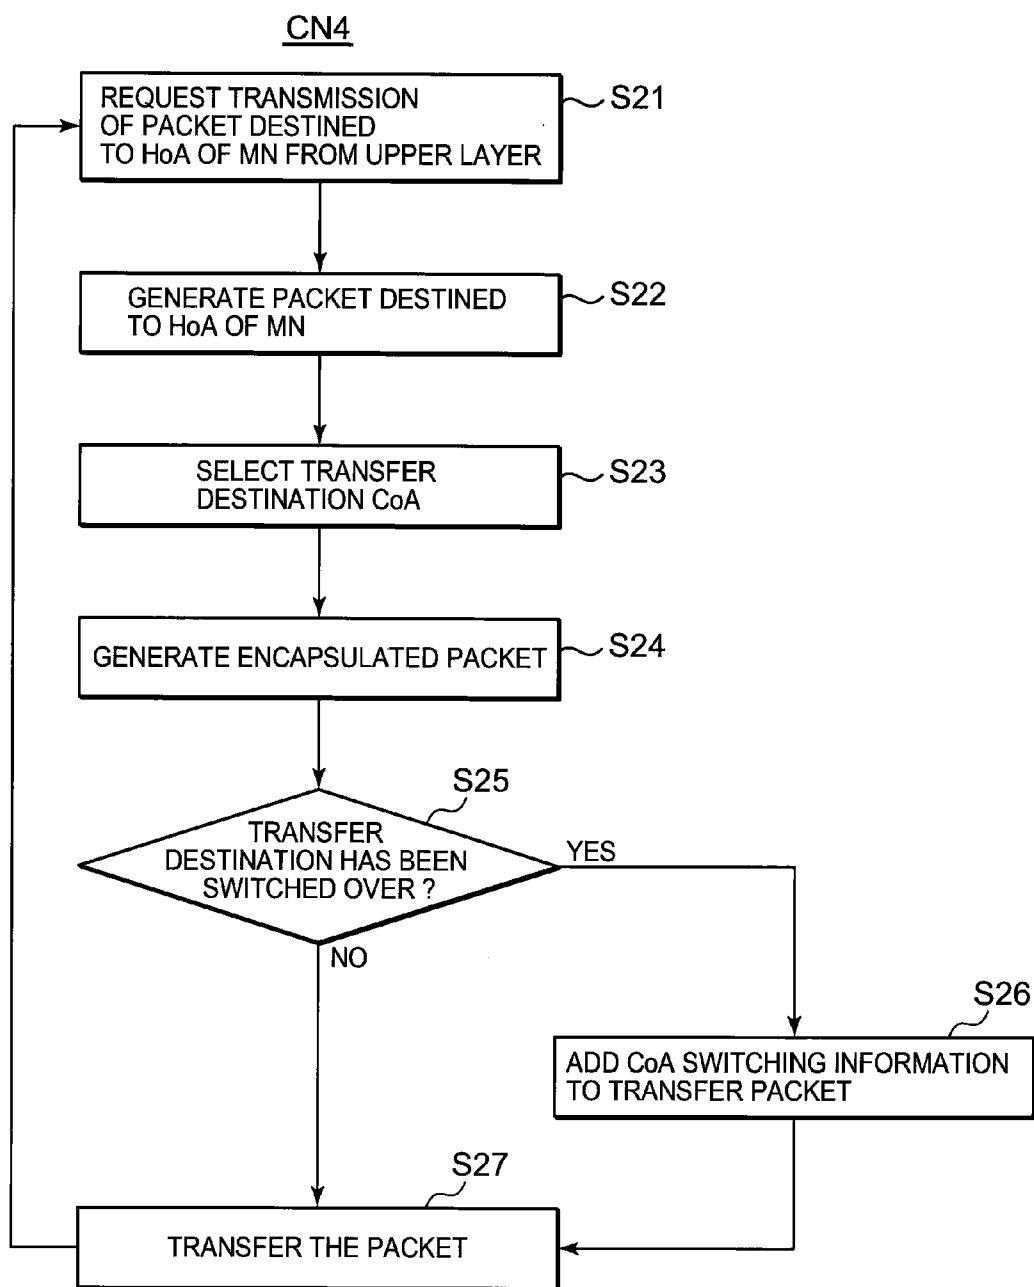 CN4
REQUEST TRANSMISSION
OF PACKET DESTINED
TO HoA OF MN FROM UPPER LAYER
S21
GENERATE PACKET DESTINED
TO HoA OF MN
S22
SELECT TRANSFER
DESTINATION CoA
S23
GENERATE ENCAPSULATED PACKET
S24
S25
TRANSFER
DESTINATION HAS BEEN
SWITCHED OVER ?
YES
NO
S26
ADD CoA SWITCHING INFORMATION
TO TRANSFER PACKET
S27
TRANSFER THE PACKET